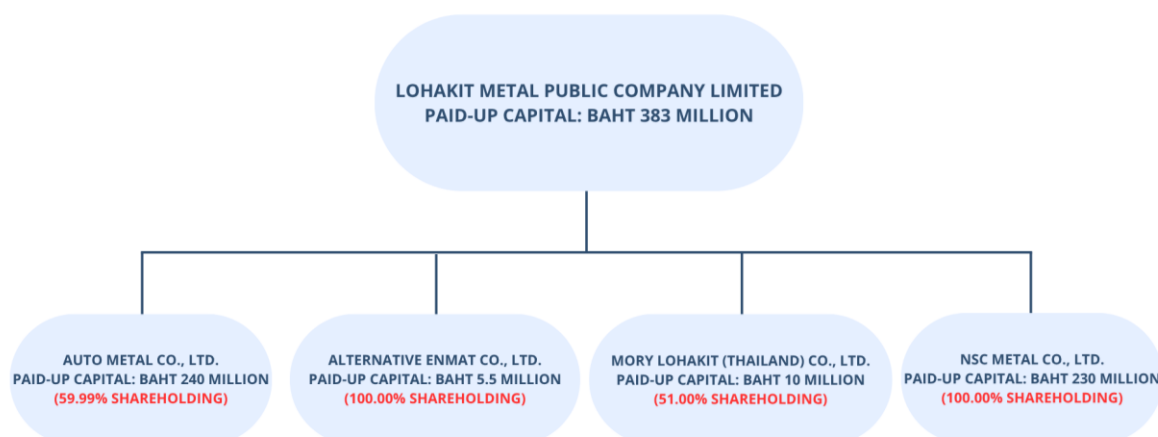 LOHAKIT METAL PUBLIC COMPANY LIMITED
PAID-UP CAPITAL: BAHT 383 MILLION
AUTO METAL CO., LTD.
PAID-UP CAPITAL: BAHT 240 MILLION
(59.99% SHAREHOLDING)
ALTERNATIVE ENMAT CO., LTD.
PAID-UP CAPITAL: BAHT 5.5 MILLION
(100.00% SHAREHOLDING)
MORY LOHAKIT (THAILAND) CO., LTD.
PAID-UP CAPITAL: BAHT 10 MILLION
(51.00% SHAREHOLDING)
NSC METAL CO., LTD.
PAID-UP CAPITAL: BAHT 230 MILLION
(100.00% SHAREHOLDING)